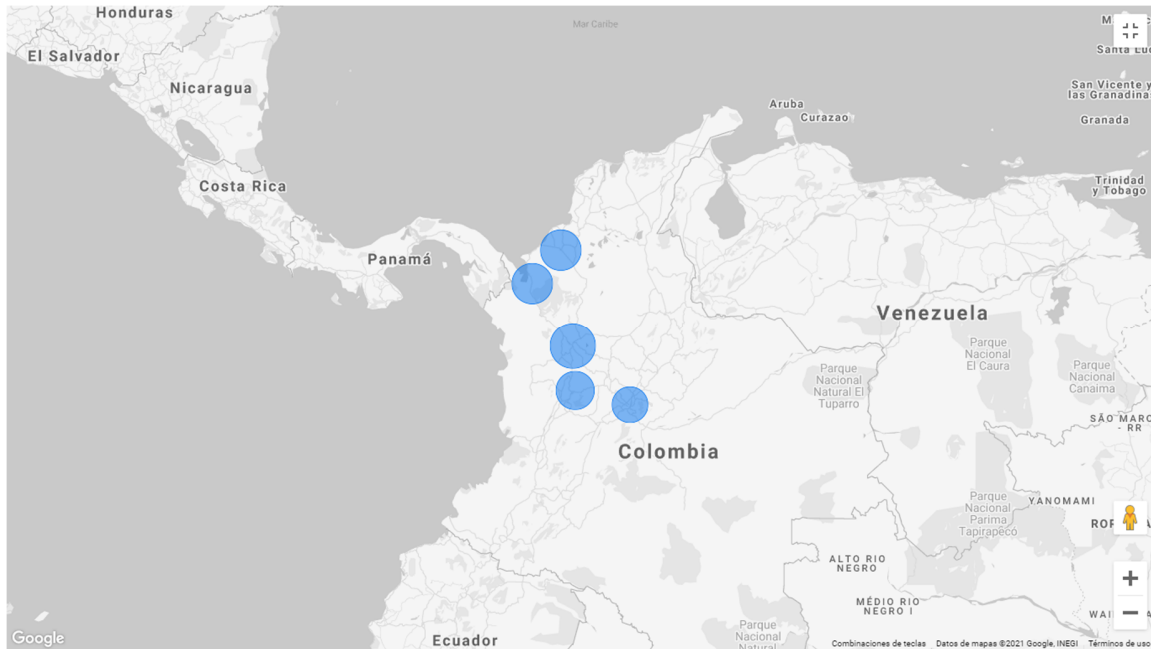 Honduras
Mar Caribe
El Salvador
Nicaragua
Aruba
Curazao
San Vicente y
las Granadinas
Granada
Costa Rica
Trinidad
y Tobago
Panamá
Venezuela
Parque
Nacional
El Caura
Parque
Nacional
Natural El
Tuparro
Parque
Nacional
Canaima
SÃO MARC
- RR
Colombia
Parque
Nacional
Parima
Tapirapecó
YANOMAMI
ALTO RIO
NEGRO
MÉDIO RIO
NEGRO I
Parque
Nacional
Natural
Ecuador
Google
Combinaciones de teclas
Datos de mapas ©2021 Google, INEGI
Términos de uso